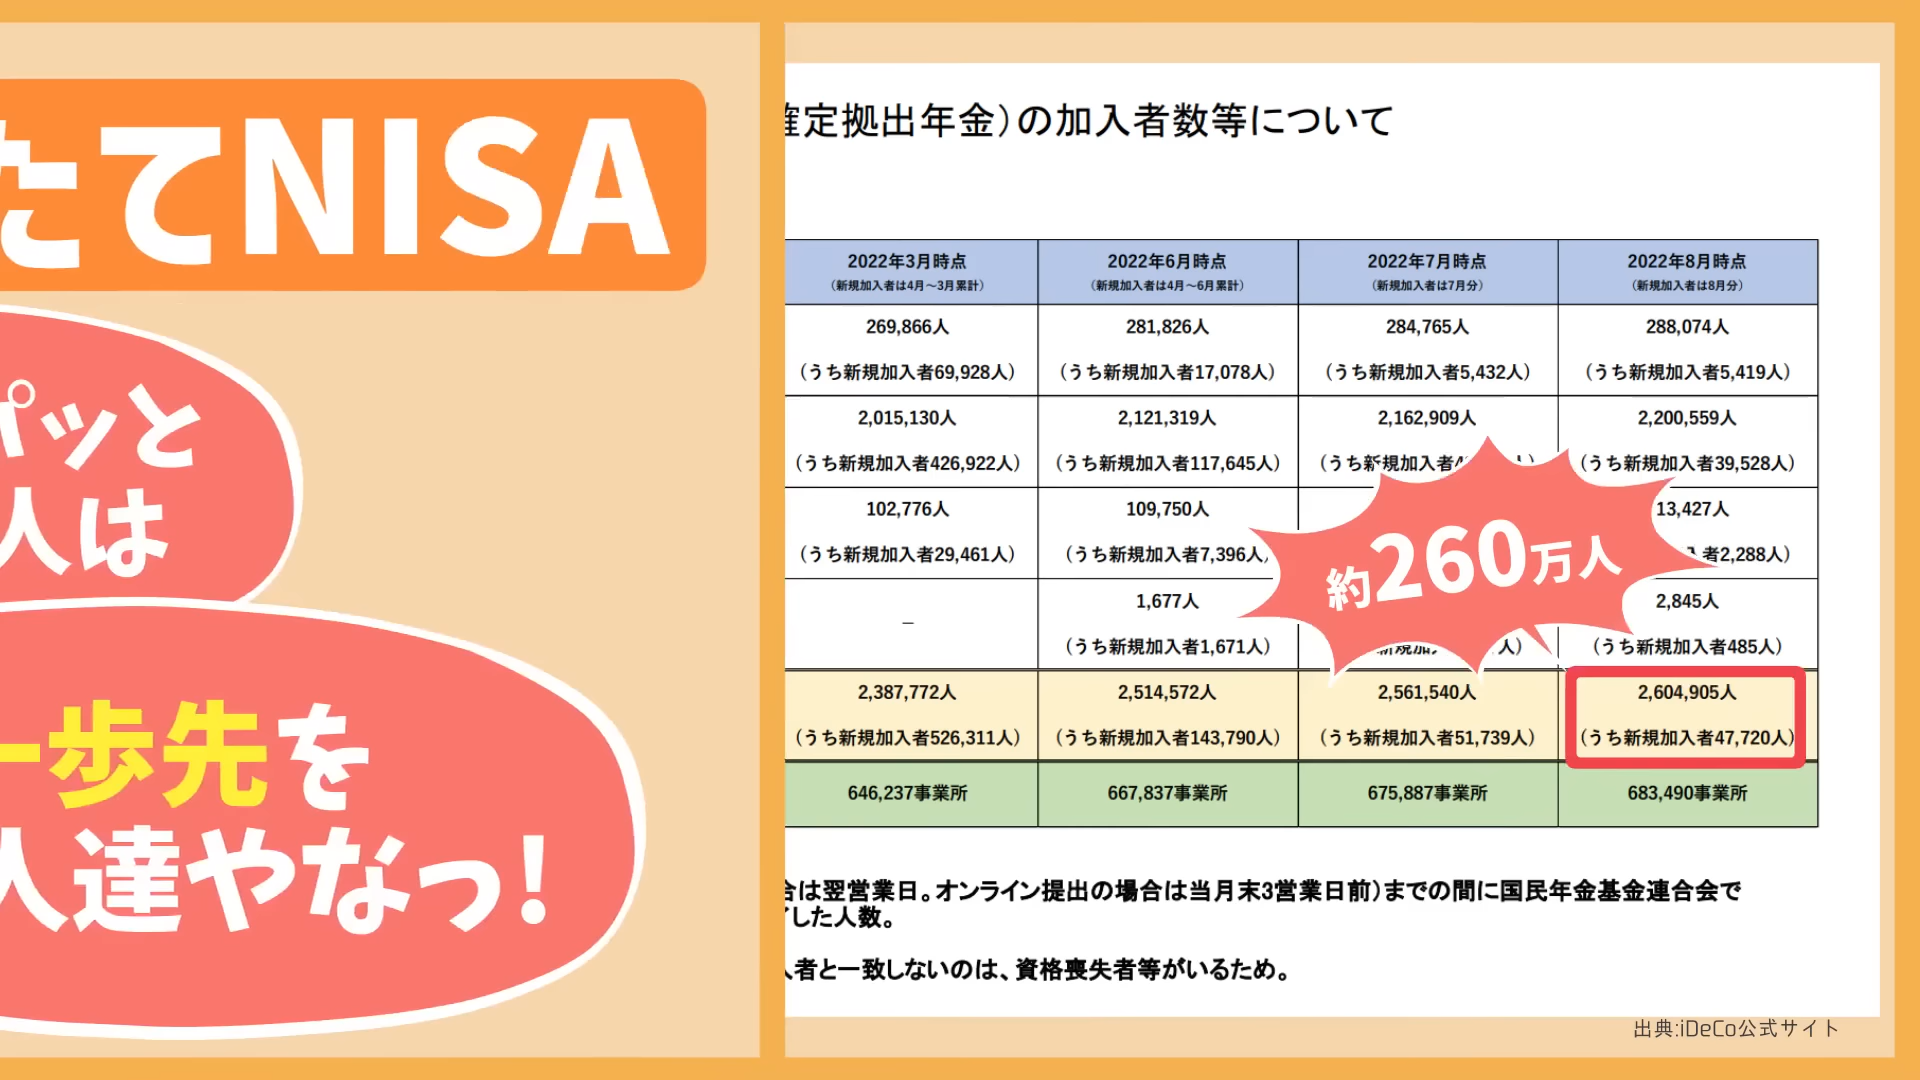 たてNISA
パッと
人は
一歩先を
人達やなっ!
確定拠出年金）の加入者数等について
2022年3月時点 2022年6月時点 2022年7月時点 2022年8月時点
（新規加入者は4月～3月累計） （新規加入者は4月～6月累計） （新規加入者は7月分） （新規加入者は8月分）
269,866人 281,826人 284,765人 288,074人
（うち新規加入者69,928人） （うち新規加入者17,078人） （うち新規加入者5,432人） （うち新規加入者5,419人）
2,015,130人 2,121,319人 2,162,909人 2,200,559人
（うち新規加入者426,922人） （うち新規加入者117,645人） （うち新規加入者4 人） （うち新規加入者39,528人）
102,776人 109,750人 13,427人
（うち新規加入者29,461人） （うち新規加入者7,396人 者2,288人）
約260万人
－ 1,677人 2,845人
（うち新規加入者1,671人） 新規加 人） （うち新規加入者485人）
2,387,772人 2,514,572人 2,561,540人 2,604,905人
（うち新規加入者526,311人） （うち新規加入者143,790人） （うち新規加入者51,739人） （うち新規加入者47,720人）
646,237事業所 667,837事業所 675,887事業所 683,490事業所
合は翌営業日。オンライン提出の場合は当月末3営業日前）までの間に国民年金基金連合会で
した人数。
入者と一致しないのは、資格喪失者等がいるため。
出典:iDeCo公式サイト